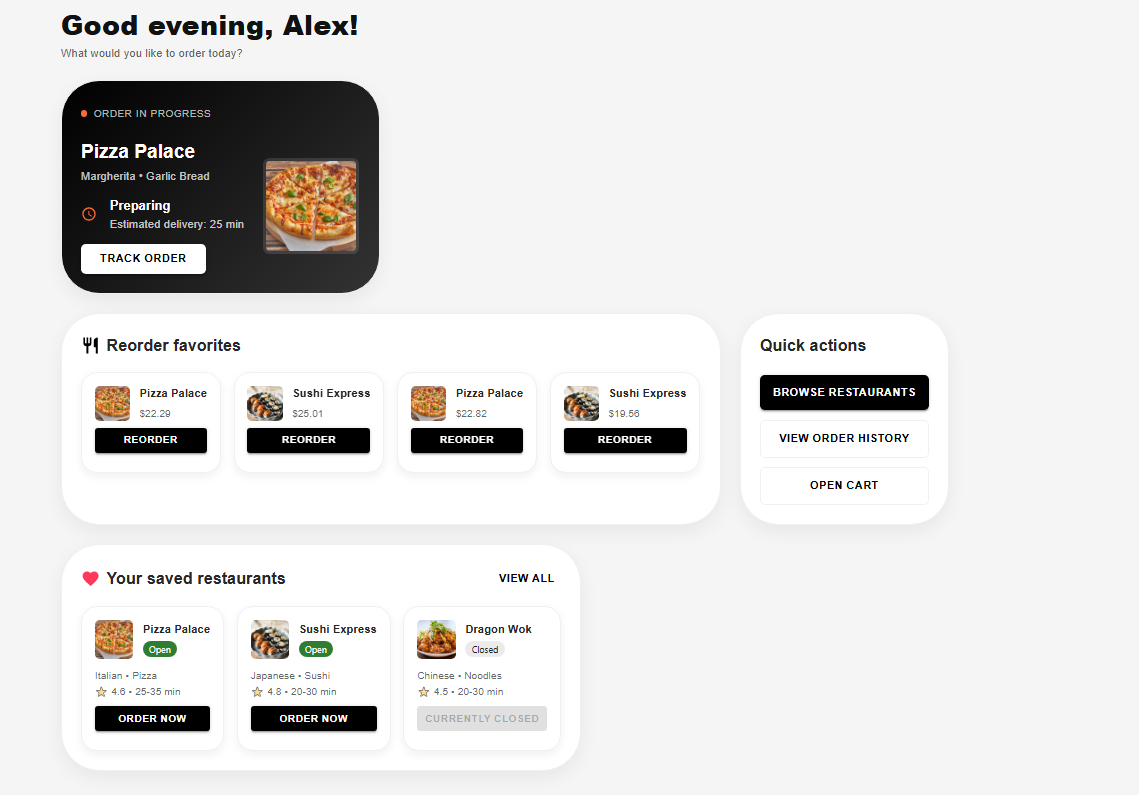 Good evening, Alex!
What would you like to order today?
ORDER IN PROGRESS
Pizza Palace
Margherita • Garlic Bread
Preparing
Estimated delivery: 25 min
TRACK ORDER
Reorder favorites
Pizza Palace
$22.29
REORDER
Sushi Express
$25.01
REORDER
Pizza Palace
$22.82
REORDER
Sushi Express
$19.56
REORDER
Quick actions
BROWSE RESTAURANTS
VIEW ORDER HISTORY
OPEN CART
Your saved restaurants
VIEW ALL
Pizza Palace
Open
Italian • Pizza
4.6 • 25-35 min
ORDER NOW
Sushi Express
Open
Japanese • Sushi
4.8 • 20-30 min
ORDER NOW
Dragon Wok
Closed
Chinese • Noodles
4.5 • 20-30 min
CURRENTLY CLOSED